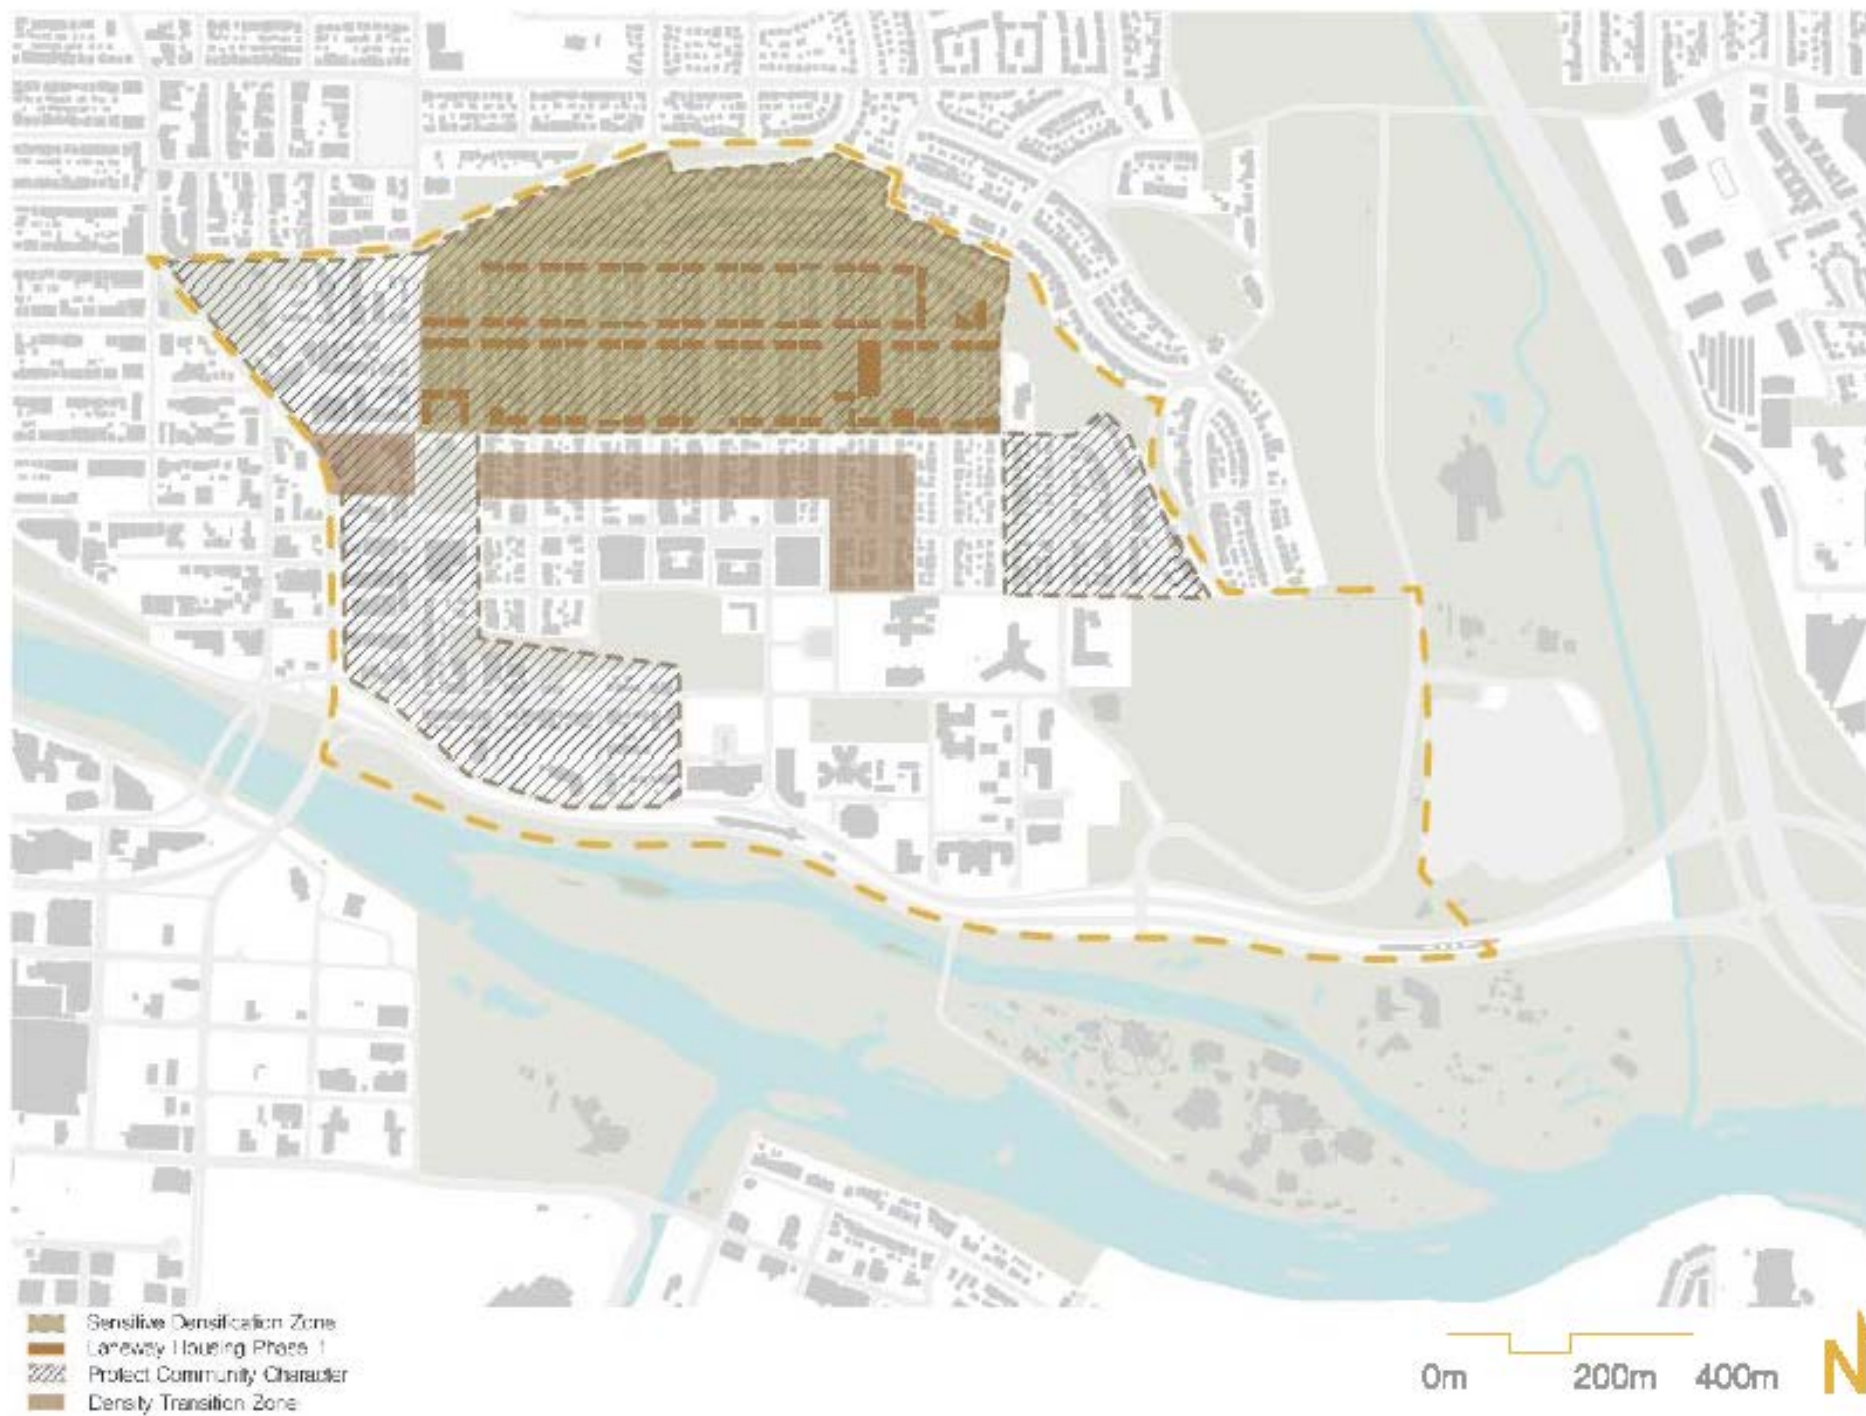 Sensitive Densification Zone
Laneway Housing Phase 1
Protect Community Character
Density Transition Zone
0m 200m 400m
N